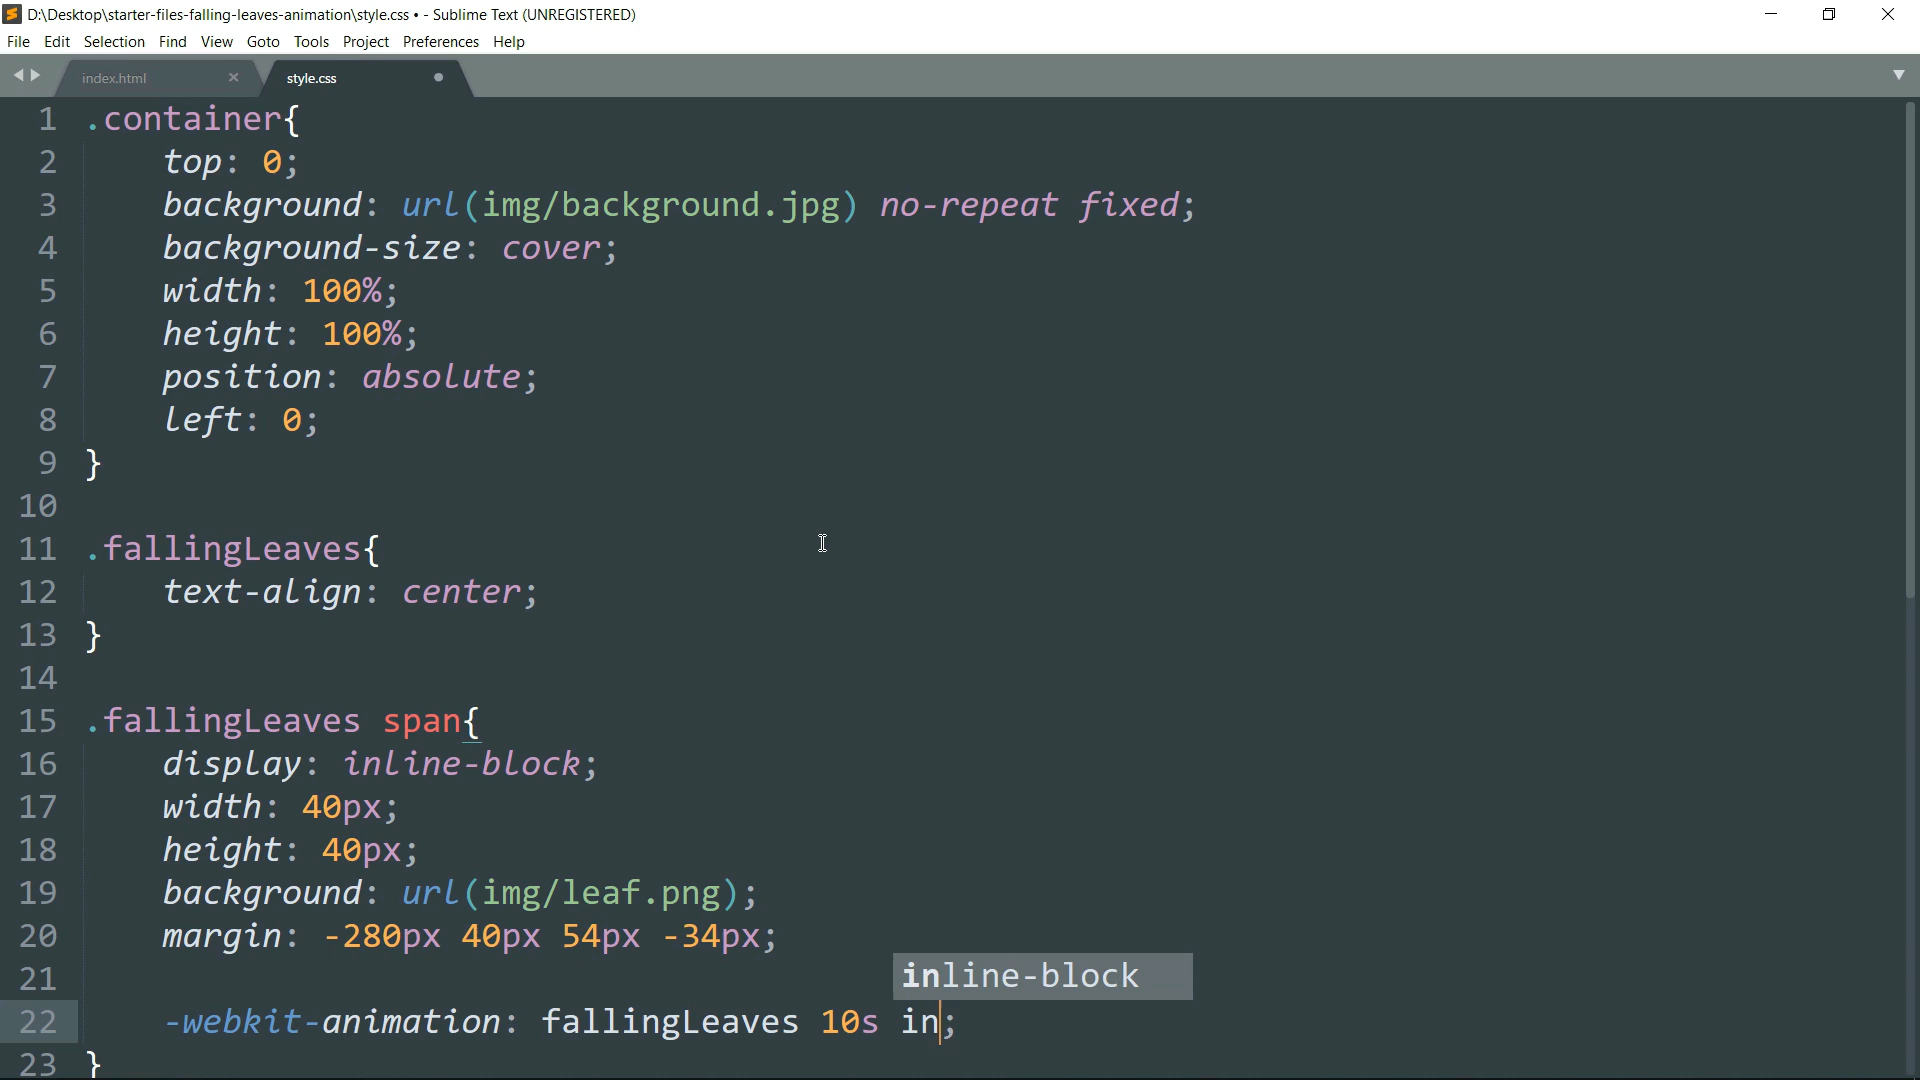 D:\Desktop\starter-files-falling-leaves-animation\style.css • - Sublime Text (UNREGISTERED)
File Edit Selection Find View Goto Tools Project Preferences Help
index.html style.css
1 .container{
2 top: 0;
3 background: url(img/background.jpg) no-repeat fixed;
4 background-size: cover;
5 width: 100%;
6 height: 100%;
7 position: absolute;
8 left: 0;
9 }
10
11 .fallingLeaves{
12 text-align: center;
13 }
14
15 .fallingLeaves span{
16 display: inline-block;
17 width: 40px;
18 height: 40px;
19 background: url(img/leaf.png);
20 margin: -280px 40px 54px -34px;
21 inline-block
22 -webkit-animation: fallingLeaves 10s in;
23 }